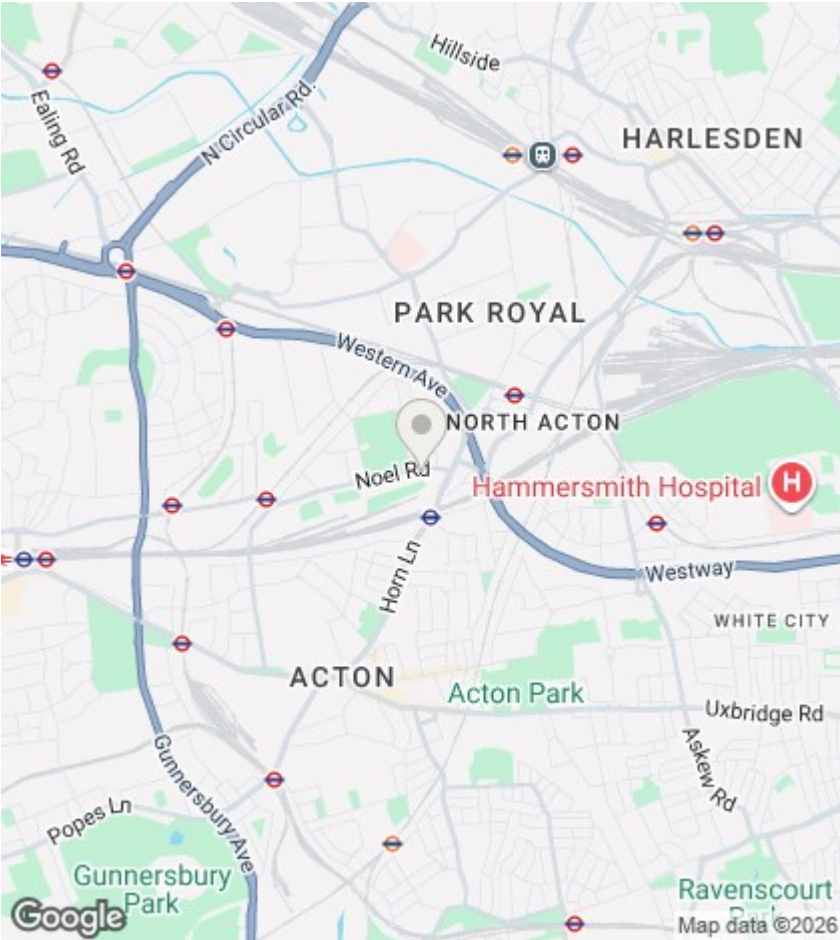 Hillside
Ealing Rd
N Circular Rd.
HARLESDEN
PARK ROYAL
Western Ave
NORTH ACTON
Noel Rd
Hammersmith Hospital
H
Horn Ln
Westway
WHITE CITY
ACTON
Acton Park
Uxbridge Rd
Askew Rd
Gunnersbury Ave
Popes Ln
Gunnersbury
Park
Ravenscourt
Park
Google
Map data ©2026